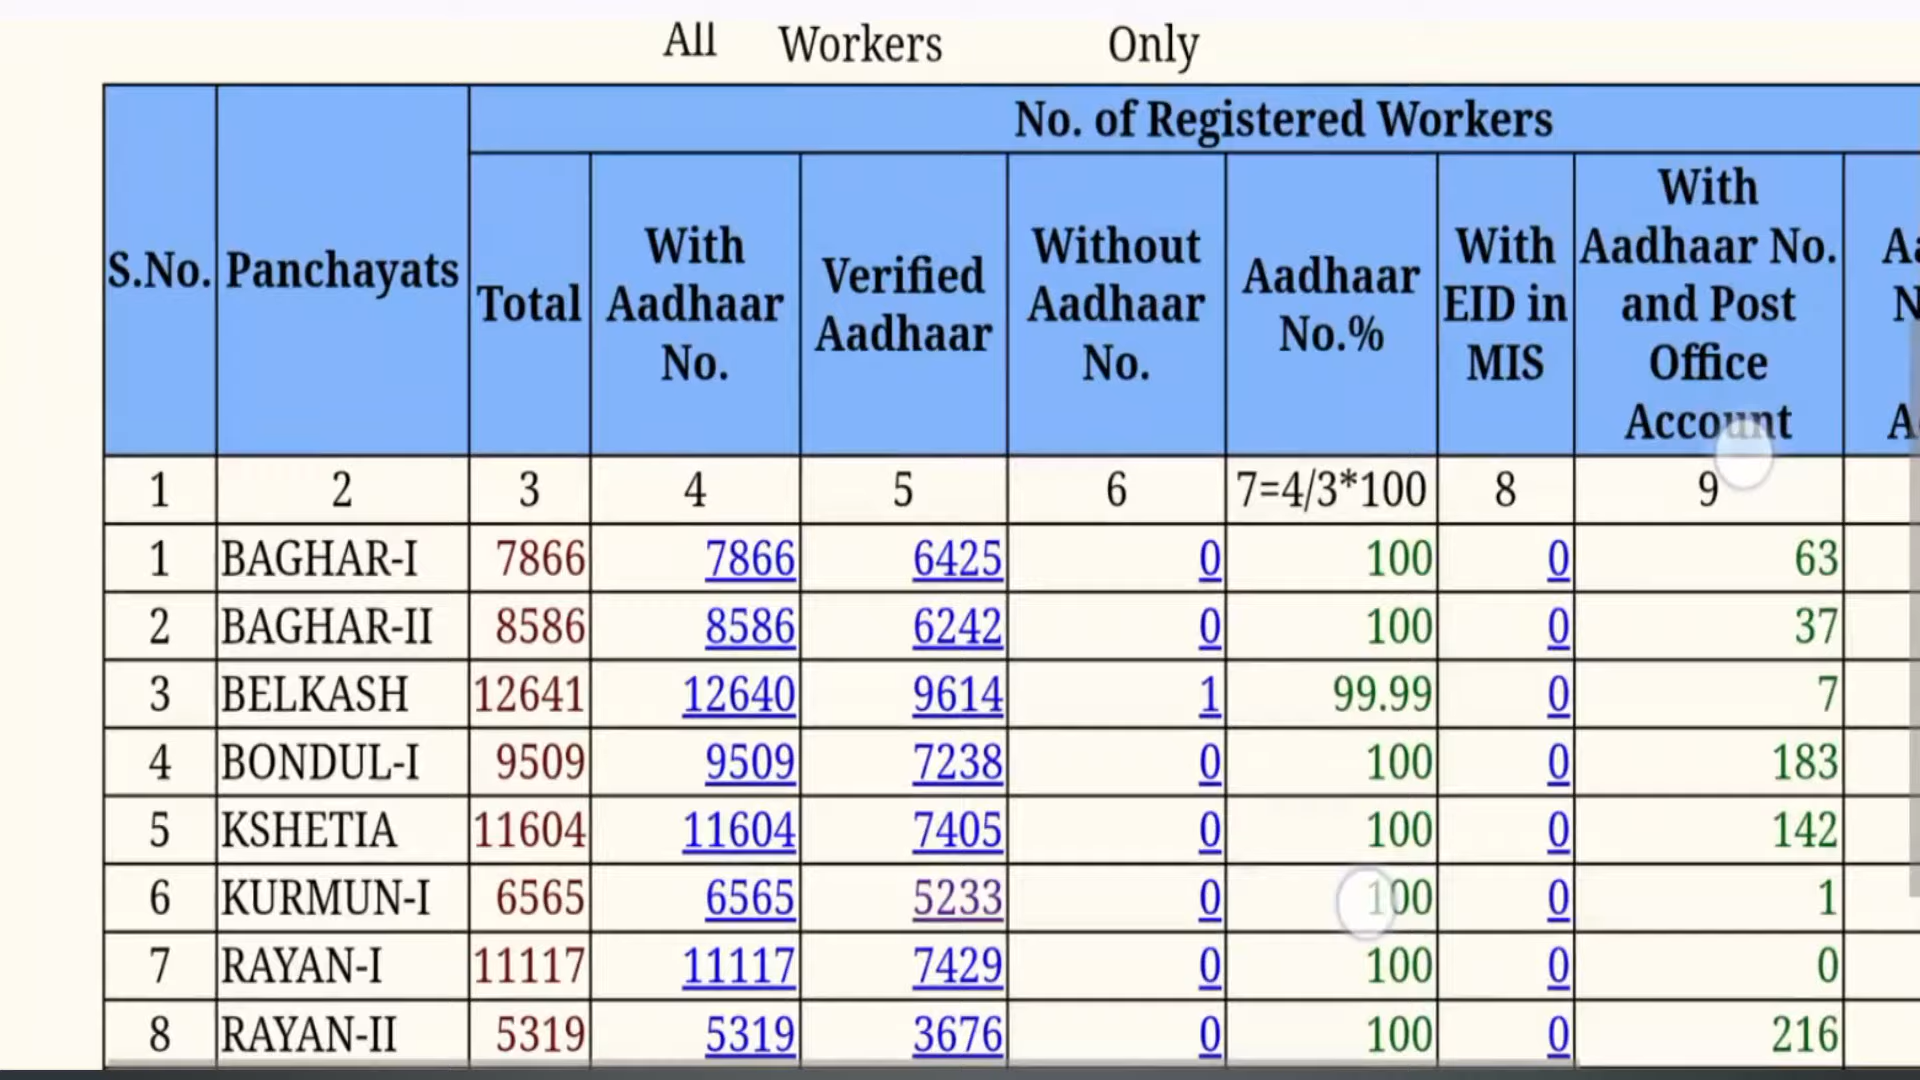 All Workers Only
No. of Registered Workers
S.No. Panchayats Total With Aadhaar No. Verified Aadhaar Without Aadhaar No. Aadhaar No.% With EID in MIS With Aadhaar No. and Post Office Account
1 2 3 4 5 6 7=4/3*100 8 9
1 BAGHAR-I 7866 7866 6425 0 100 0 63
2 BAGHAR-II 8586 8586 6242 0 100 0 37
3 BELKASH 12641 12640 9614 1 99.99 0 7
4 BONDUL-I 9509 9509 7238 0 100 0 183
5 KSHETIA 11604 11604 7405 0 100 0 142
6 KURMUN-I 6565 6565 5233 0 100 0 1
7 RAYAN-I 11117 11117 7429 0 100 0 0
8 RAYAN-II 5319 5319 3676 0 100 0 216